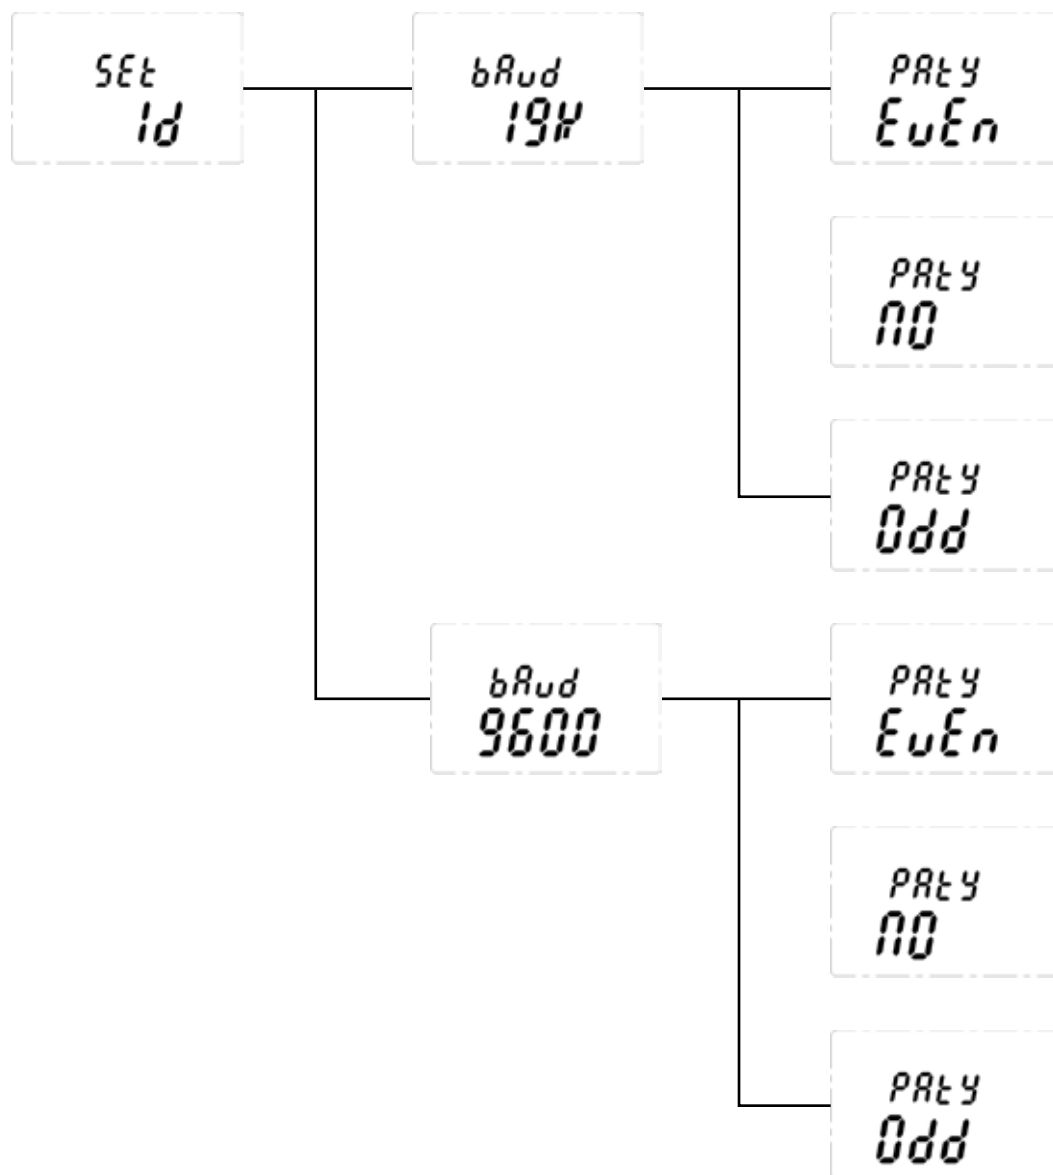 SEt
Id
bAud
19K
PAtY
EvEn
PAtY
NO
PAtY
Odd
bAud
9600
PAtY
EvEn
PAtY
NO
PAtY
Odd